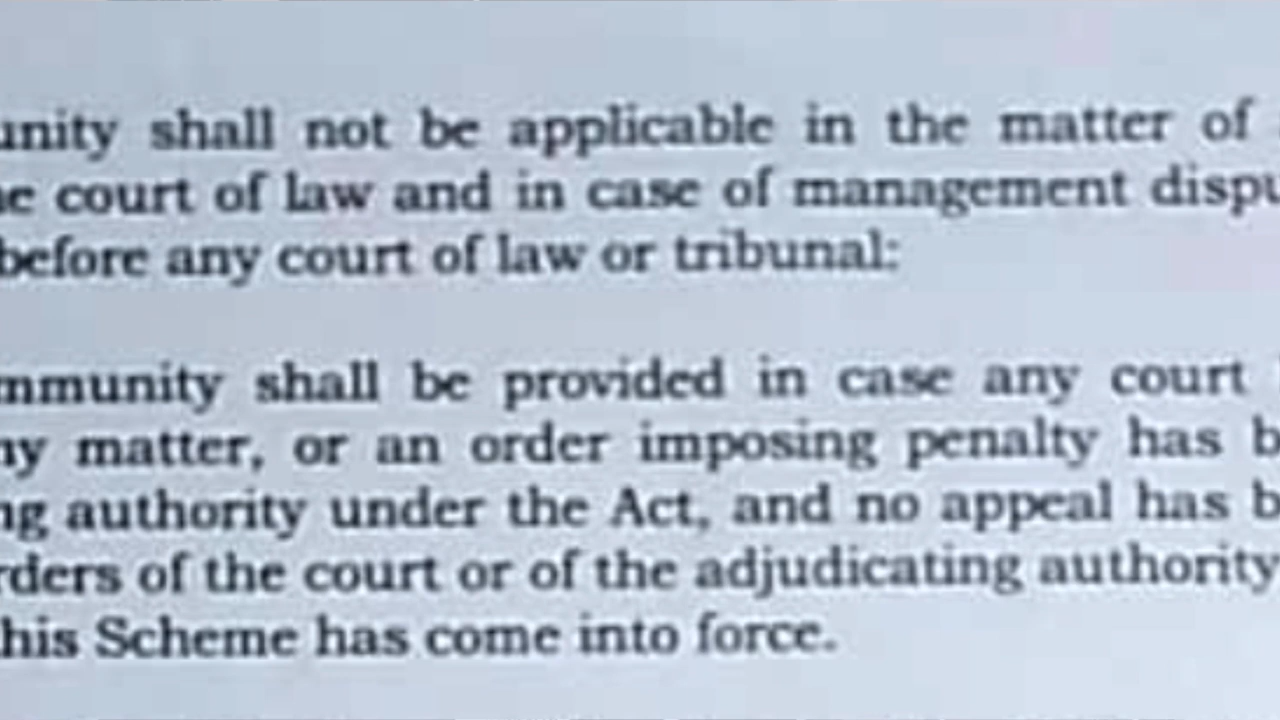 unity shall not be applicable in the matter of
court of law and in case of management dispu
before any court of law or tribunal:
mmunity shall be provided in case any court
ny matter, or an order imposing penalty has b
ng authority under the Act, and no appeal has b
rders of the court or of the adjudicating authority
his Scheme has come into force.